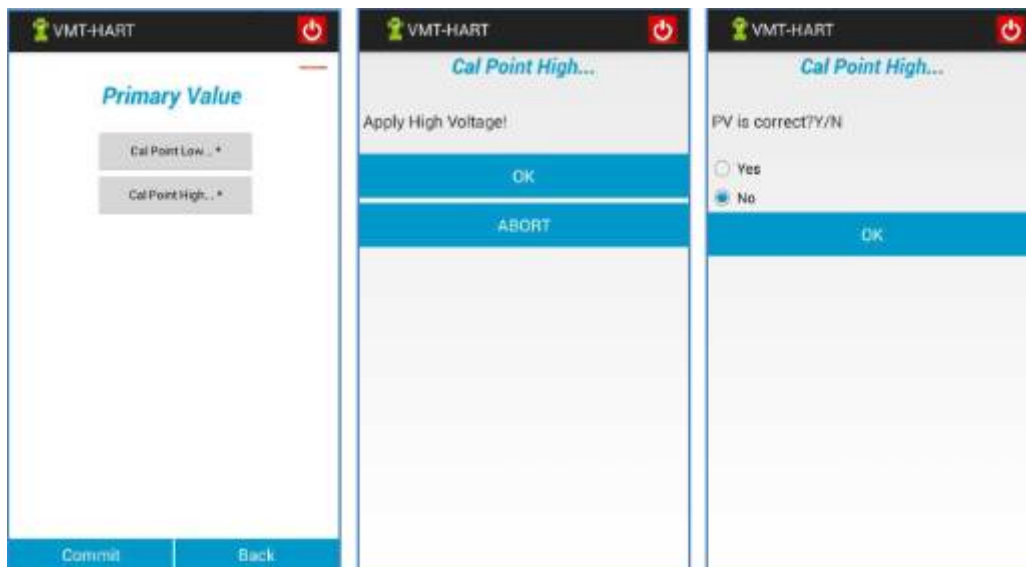 VMT-HART
Primary Value
Cal Point Low... *
Cal Point High... *
Commit
Back
VMT-HART
Cal Point High...
Apply High Voltage!
OK
ABORT
VMT-HART
Cal Point High...
PV is correct?Y/N
Yes
No
OK